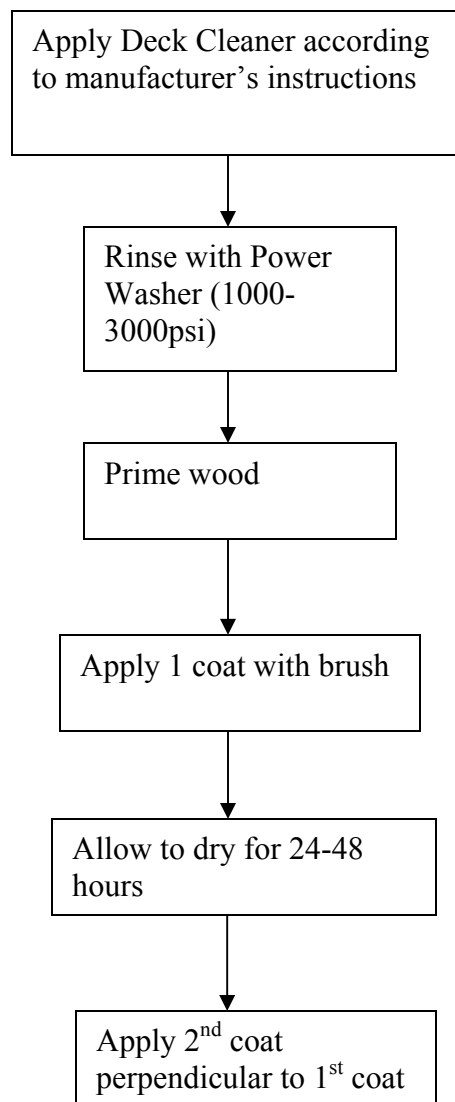 Apply Deck Cleaner according
to manufacturer’s instructions
Rinse with Power
Washer (1000-
3000psi)
Prime wood
Apply 1 coat with brush
Allow to dry for 24-48
hours
Apply 2nd coat
perpendicular to 1st coat